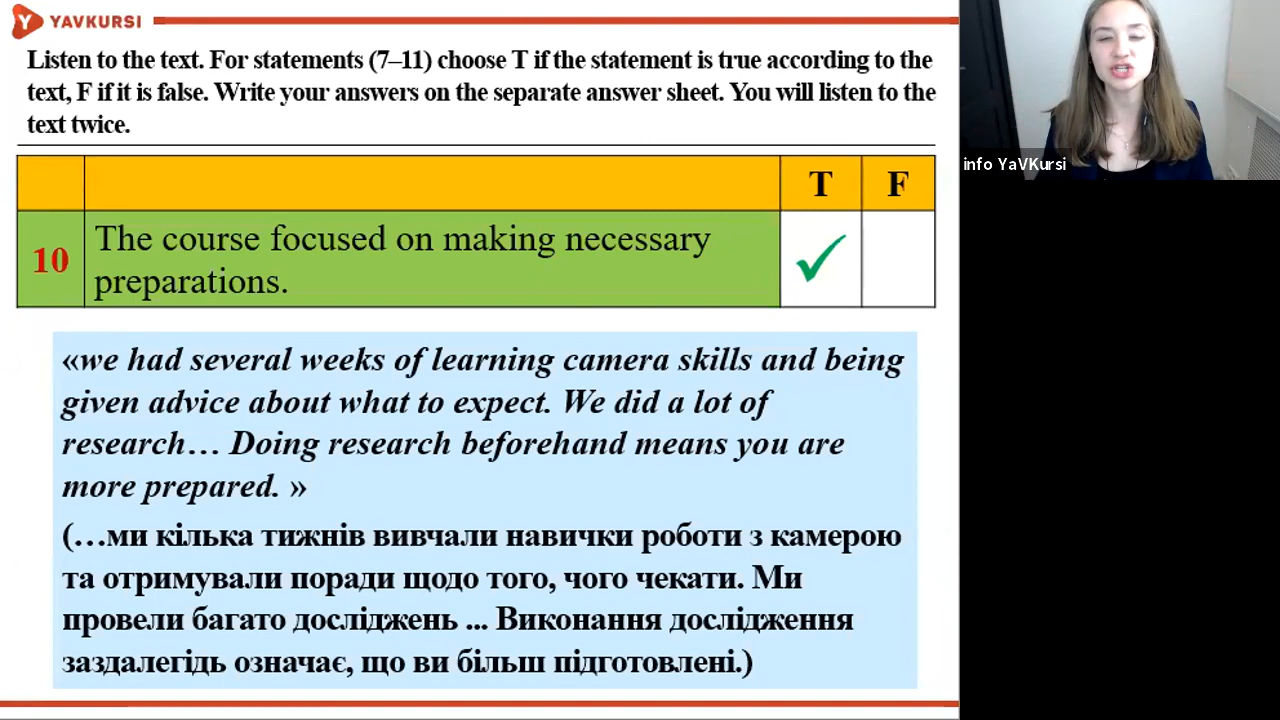 YAVKURSI
Listen to the text. For statements (7–11) choose T if the statement is true according to the
text, F if it is false. Write your answers on the separate answer sheet. You will listen to the
text twice.
T F
10 The course focused on making necessary
preparations.
«we had several weeks of learning camera skills and being
given advice about what to expect. We did a lot of
research… Doing research beforehand means you are
more prepared. »
(…ми кілька тижнів вивчали навички роботи з камерою
та отримували поради щодо того, чого чекати. Ми
провели багато досліджень ... Виконання дослідження
заздалегідь означає, що ви більш підготовлені.)
info YaVKursi